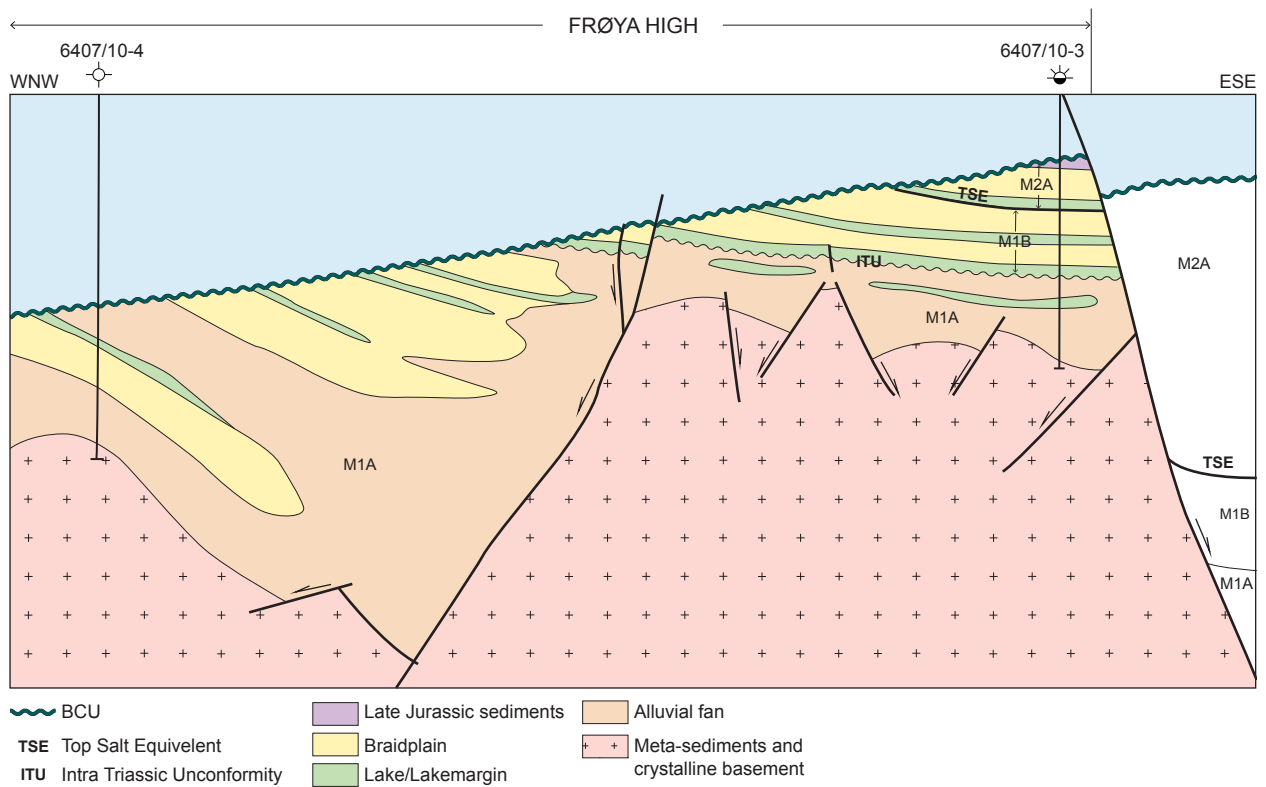 FRØYA HIGH
6407/10-4
6407/10-3
WNW
ESE
M2A
TSE
M1B
M2A
ITU
M1A
M1A
TSE
M1B
M1A
BCU
TSE Top Salt Equivelent
ITU Intra Triassic Unconformity
Late Jurassic sediments
Braidplain
Lake/Lakemargin
Alluvial fan
Meta-sediments and
crystalline basement